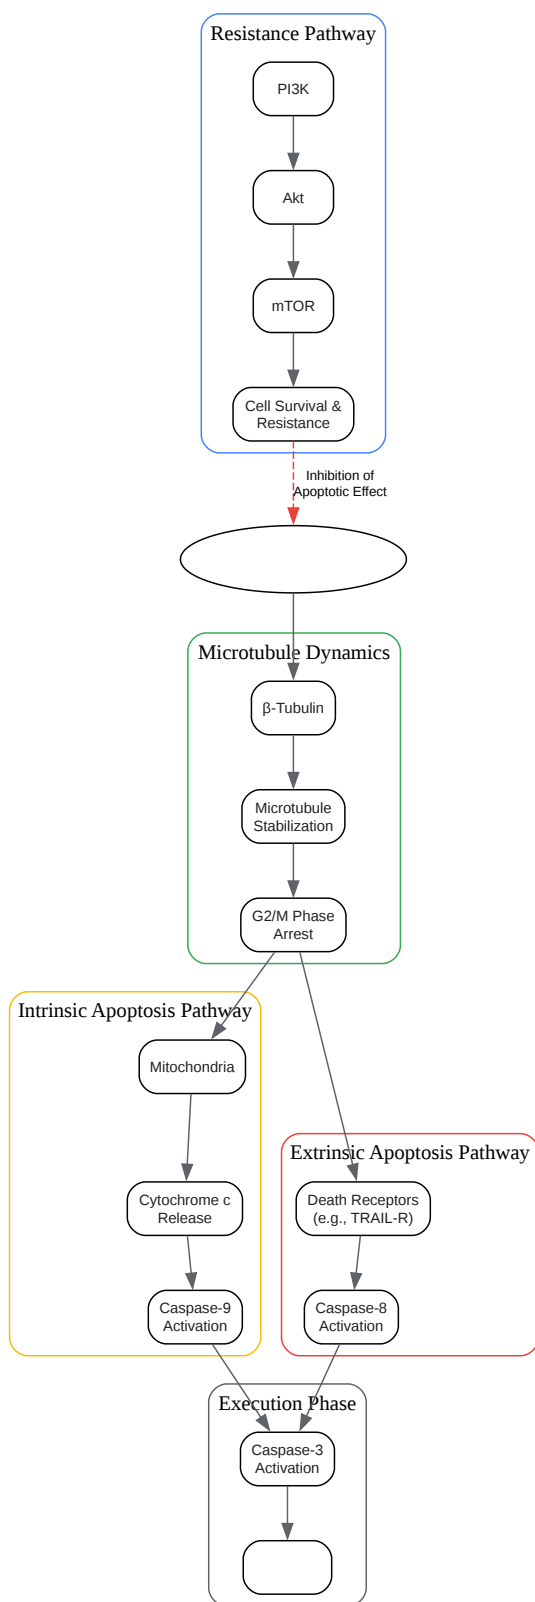 Resistance Pathway
PI3K
Akt
mTOR
Cell Survival &
Resistance
Inhibition of
Apoptotic Effect
Microtubule Dynamics
β-Tubulin
Microtubule
Stabilization
G2/M Phase
Arrest
Intrinsic Apoptosis Pathway
Mitochondria
Cytochrome c
Release
Caspase-9
Activation
Extrinsic Apoptosis Pathway
Death Receptors
(e.g., TRAIL-R)
Caspase-8
Activation
Execution Phase
Caspase-3
Activation